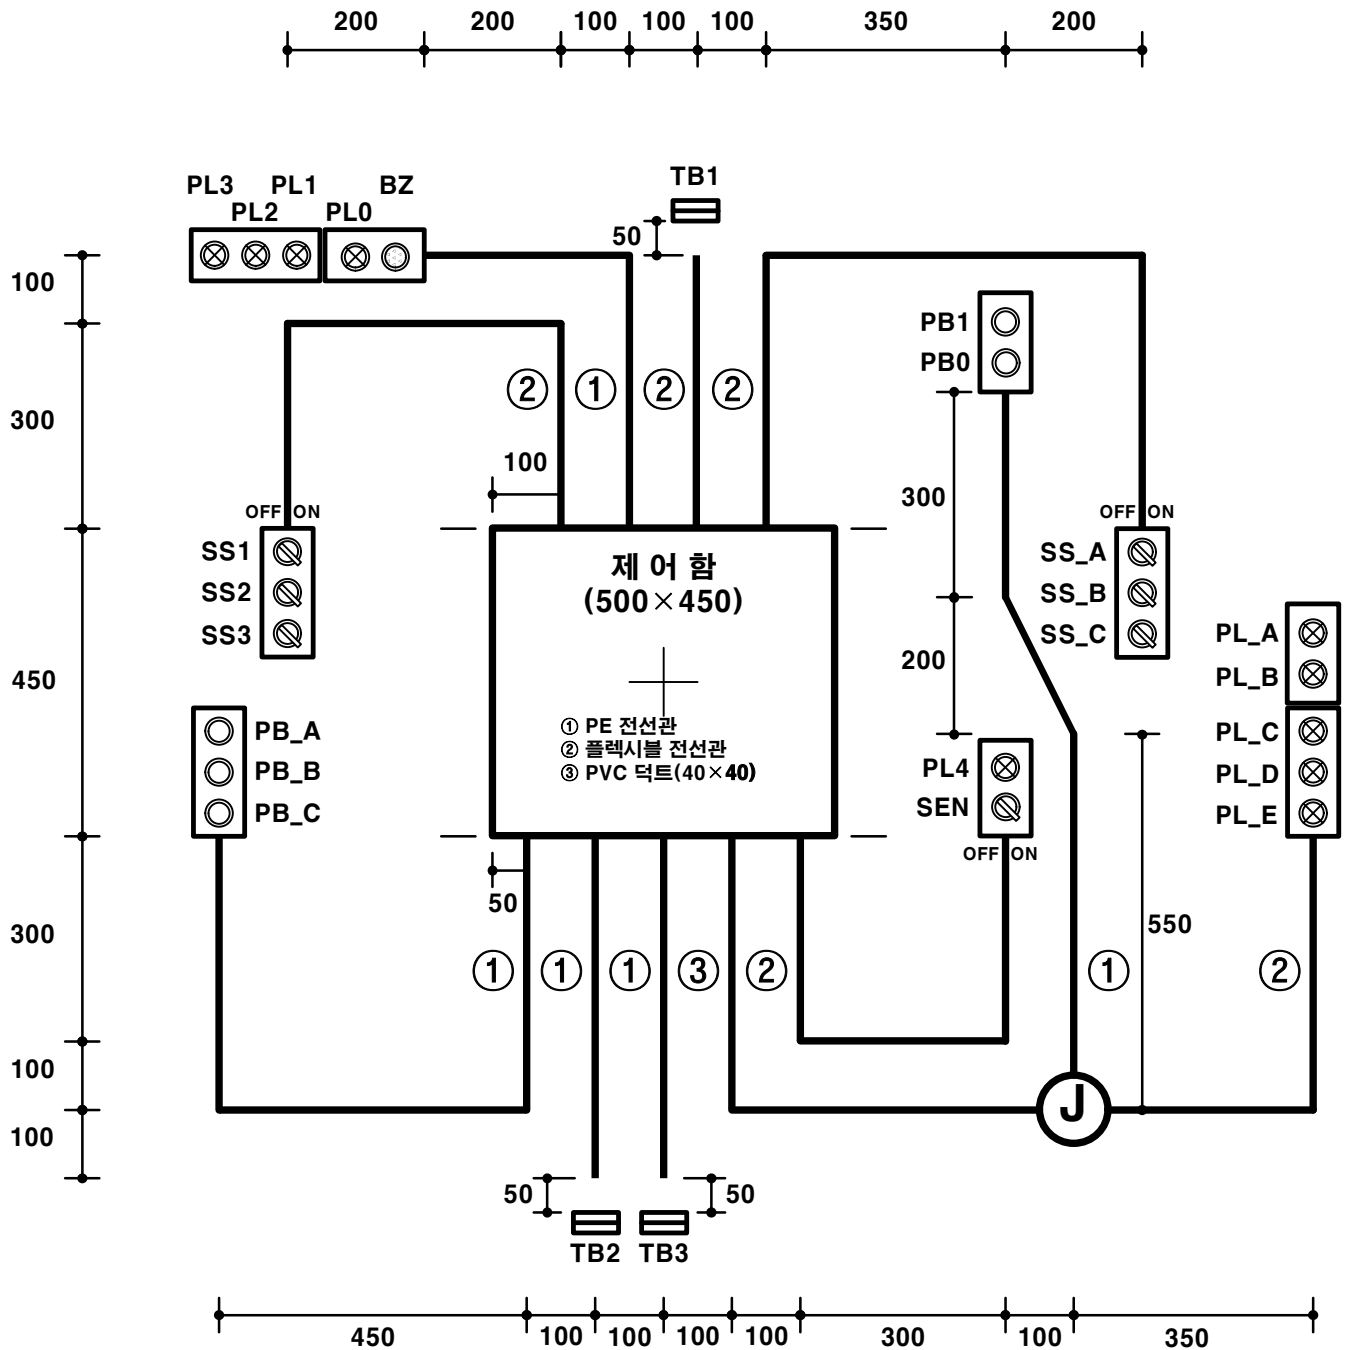 200 200 100 100 100 350 200
PL3 PL1 BZ TB1
PL2 PL0
50
100
PB1
300
② ① ② ②
PB0
100
300
OFF ON
OFF ON
SS1
SS2
SS3
제 어 함
(500×450)
SS_A
SS_B
SS_C
PL_A
PL_B
200
450
① PE 전선관
② 플렉시블 전선관
③ PVC 덕트(40×40)
PB_A
PB_B
PB_C
PL4
SEN
OFF ON
PL_C
PL_D
PL_E
50
300
550
① ① ① ③ ② ① ②
100
J
100
50 50
TB2 TB3
450 100 100 100 100 300 100 350